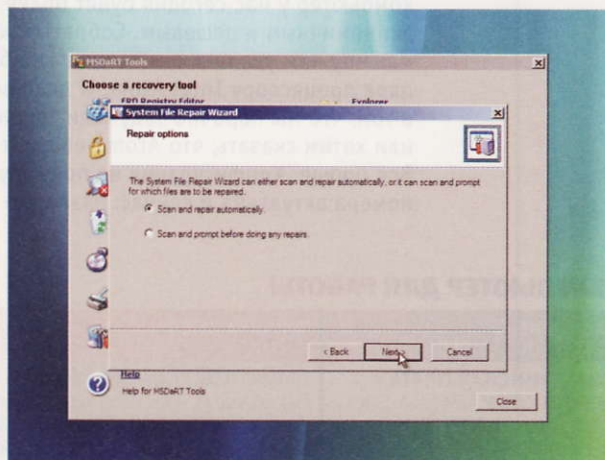 MSDaRT Tools
Choose a recovery tool
ERD Registry Editor
Explorer
System File Repair Wizard
Repair options
The System File Repair Wizard can either scan and repair automatically, or it can scan and prompt
for which files are to be repaired.
Scan and repair automatically.
Scan and prompt before doing any repairs.
< Back
Next >
Cancel
Help
Help for MSDaRT Tools
Close